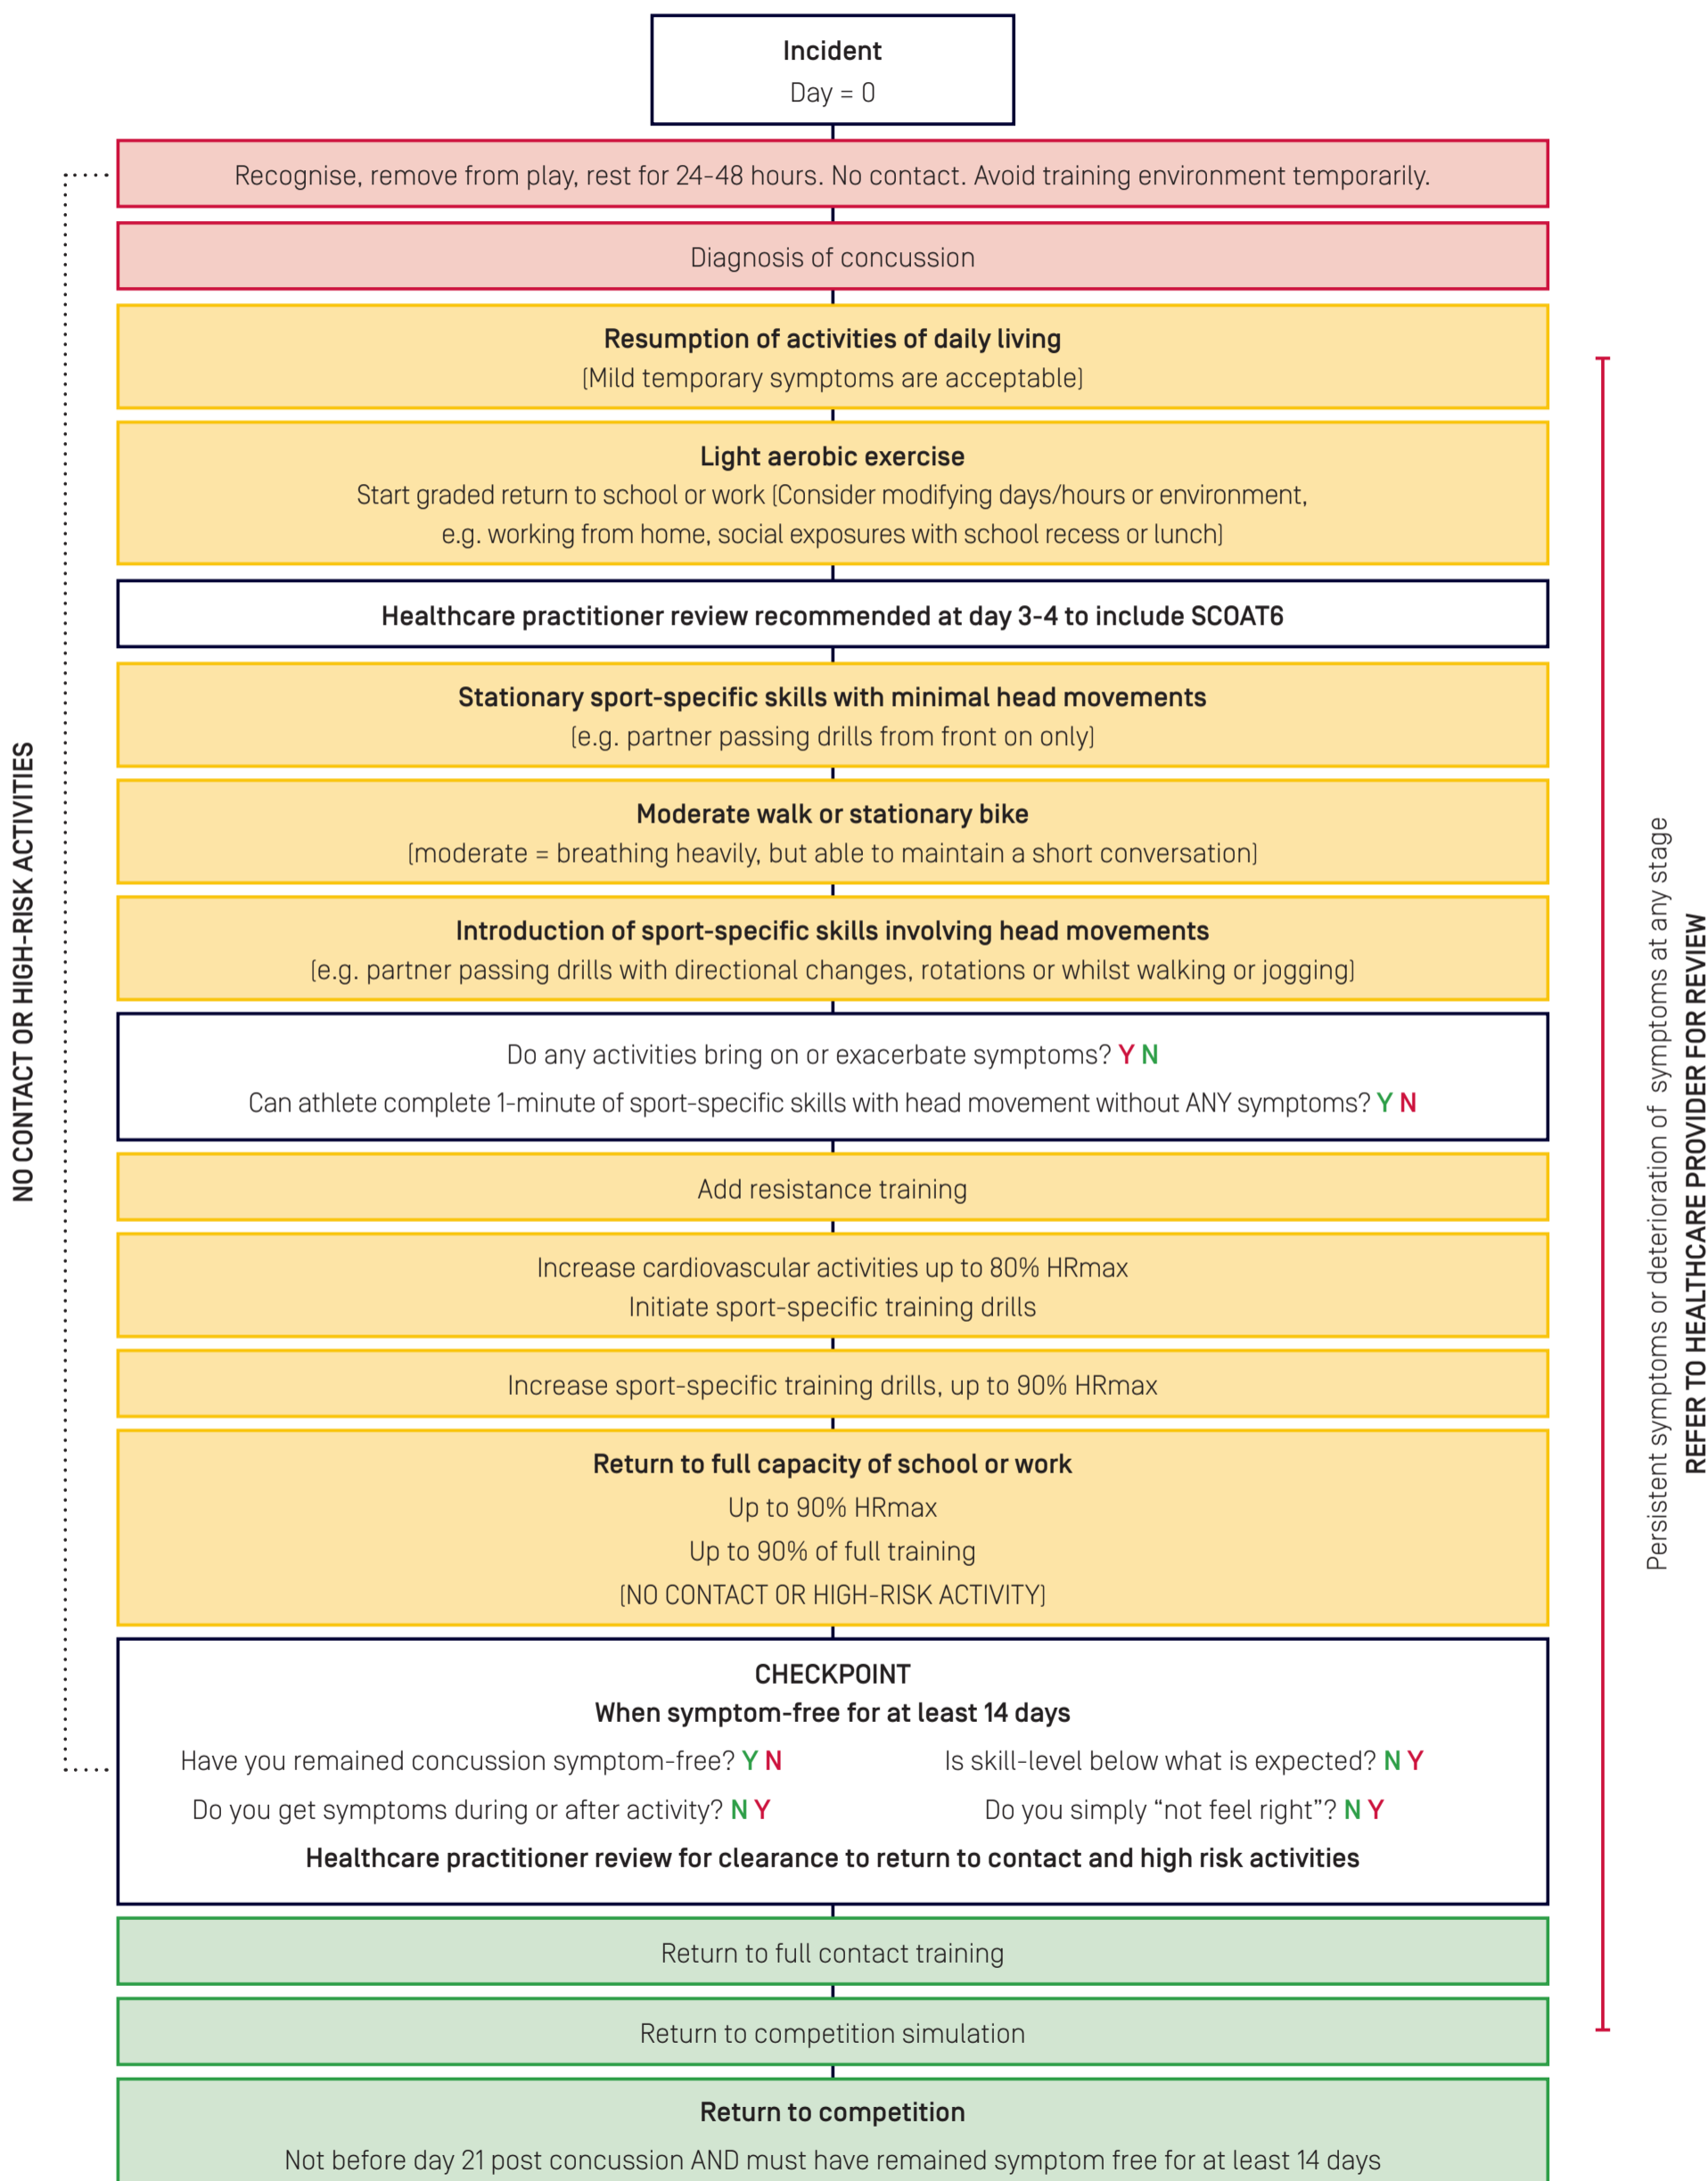 Incident
Day = 0
Recognise, remove from play, rest for 24-48 hours. No contact. Avoid training environment temporarily.
Diagnosis of concussion
Resumption of activities of daily living
(Mild temporary symptoms are acceptable)
Light aerobic exercise
Start graded return to school or work (Consider modifying days/hours or environment,
e.g. working from home, social exposures with school recess or lunch)
Healthcare practitioner review recommended at day 3-4 to include SCOAT6
Stationary sport-specific skills with minimal head movements
(e.g. partner passing drills from front on only)
Moderate walk or stationary bike
(moderate = breathing heavily, but able to maintain a short conversation)
Introduction of sport-specific skills involving head movements
(e.g. partner passing drills with directional changes, rotations or whilst walking or jogging)
Do any activities bring on or exacerbate symptoms? Y N
Can athlete complete 1-minute of sport-specific skills with head movement without ANY symptoms? Y N
Add resistance training
Increase cardiovascular activities up to 80% HRmax
Initiate sport-specific training drills
Increase sport-specific training drills, up to 90% HRmax
Return to full capacity of school or work
Up to 90% HRmax
Up to 90% of full training
(NO CONTACT OR HIGH-RISK ACTIVITY)
CHECKPOINT
When symptom-free for at least 14 days
Have you remained concussion symptom-free? Y N
Is skill-level below what is expected? N Y
Do you get symptoms during or after activity? N Y
Do you simply “not feel right”? N Y
Healthcare practitioner review for clearance to return to contact and high risk activities
Return to full contact training
Return to competition simulation
Return to competition
Not before day 21 post concussion AND must have remained symptom free for at least 14 days
NO CONTACT OR HIGH-RISK ACTIVITIES
Persistent symptoms or deterioration of symptoms at any stage
REFER TO HEALTHCARE PROVIDER FOR REVIEW